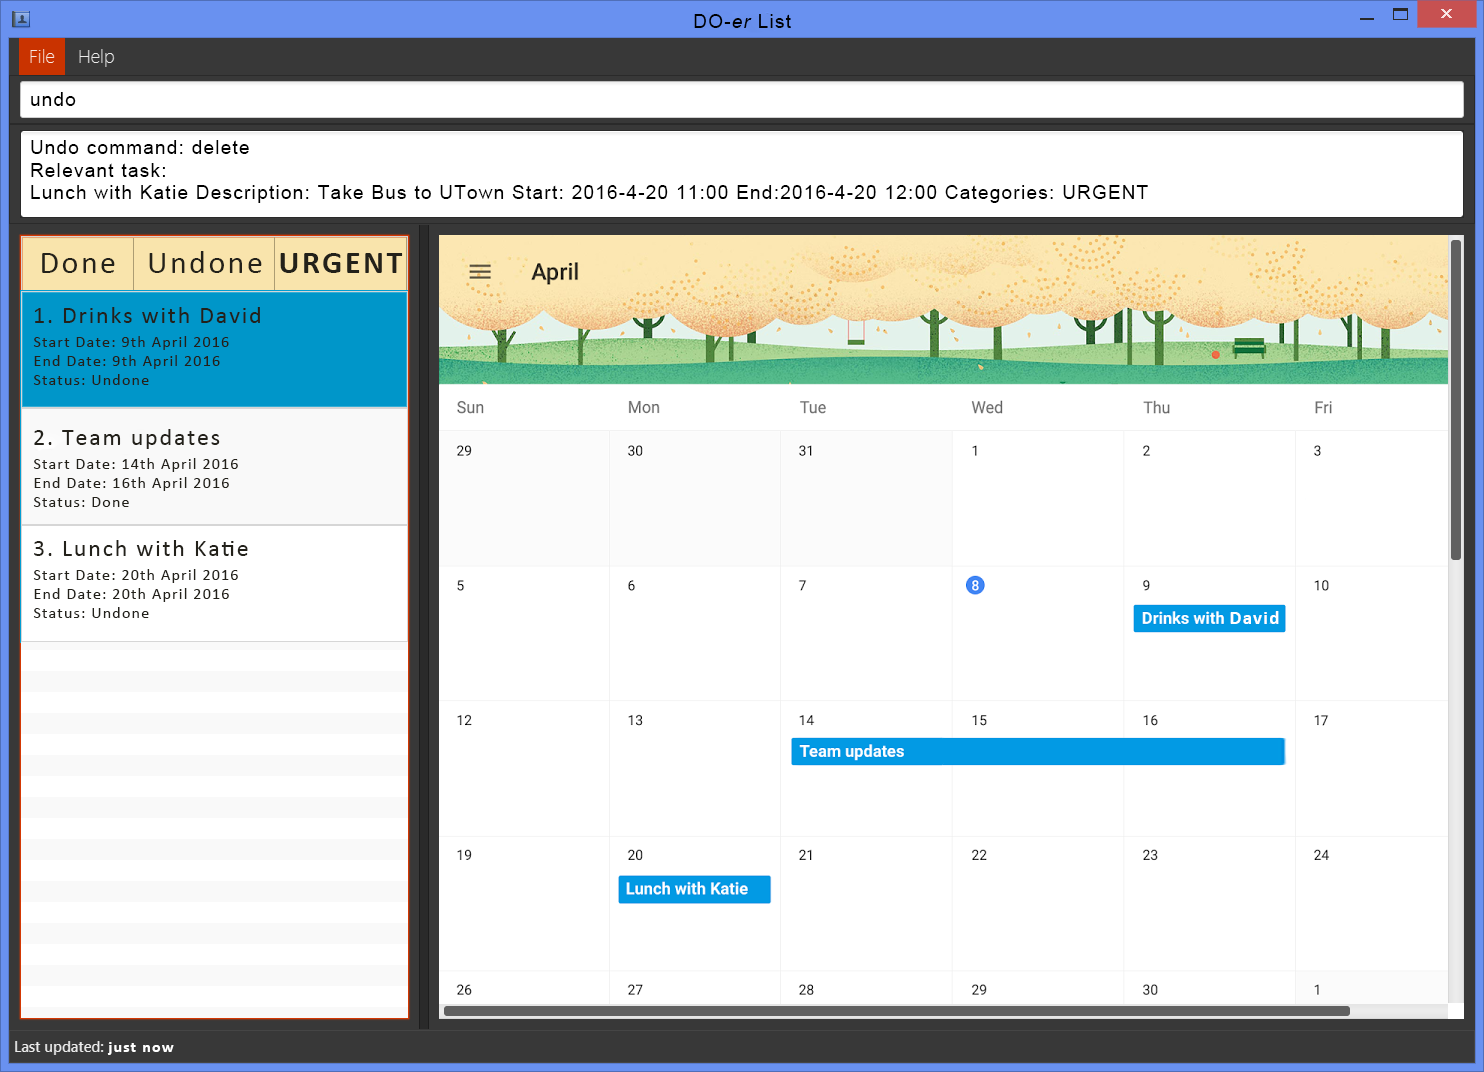 DO-er List
File Help
undo
Undo command: delete
Relevant task:
Lunch with Katie Description: Take Bus to UTown Start: 2016-4-20 11:00 End:2016-4-20 12:00 Categories: URGENT
Done Undone URGENT
1. Drinks with David
Start Date: 9th April 2016
End Date: 9th April 2016
Status: Undone
2. Team updates
Start Date: 14th April 2016
End Date: 16th April 2016
Status: Done
3. Lunch with Katie
Start Date: 20th April 2016
End Date: 20th April 2016
Status: Undone
April
Sun Mon Tue Wed Thu Fri
29 30 31 1 2 3
5 6 7 8 9 10
Drinks with David
12 13 14 15 16 17
Team updates
19 20 21 22 23 24
Lunch with Katie
26 27 28 29 30 1
Last updated: just now